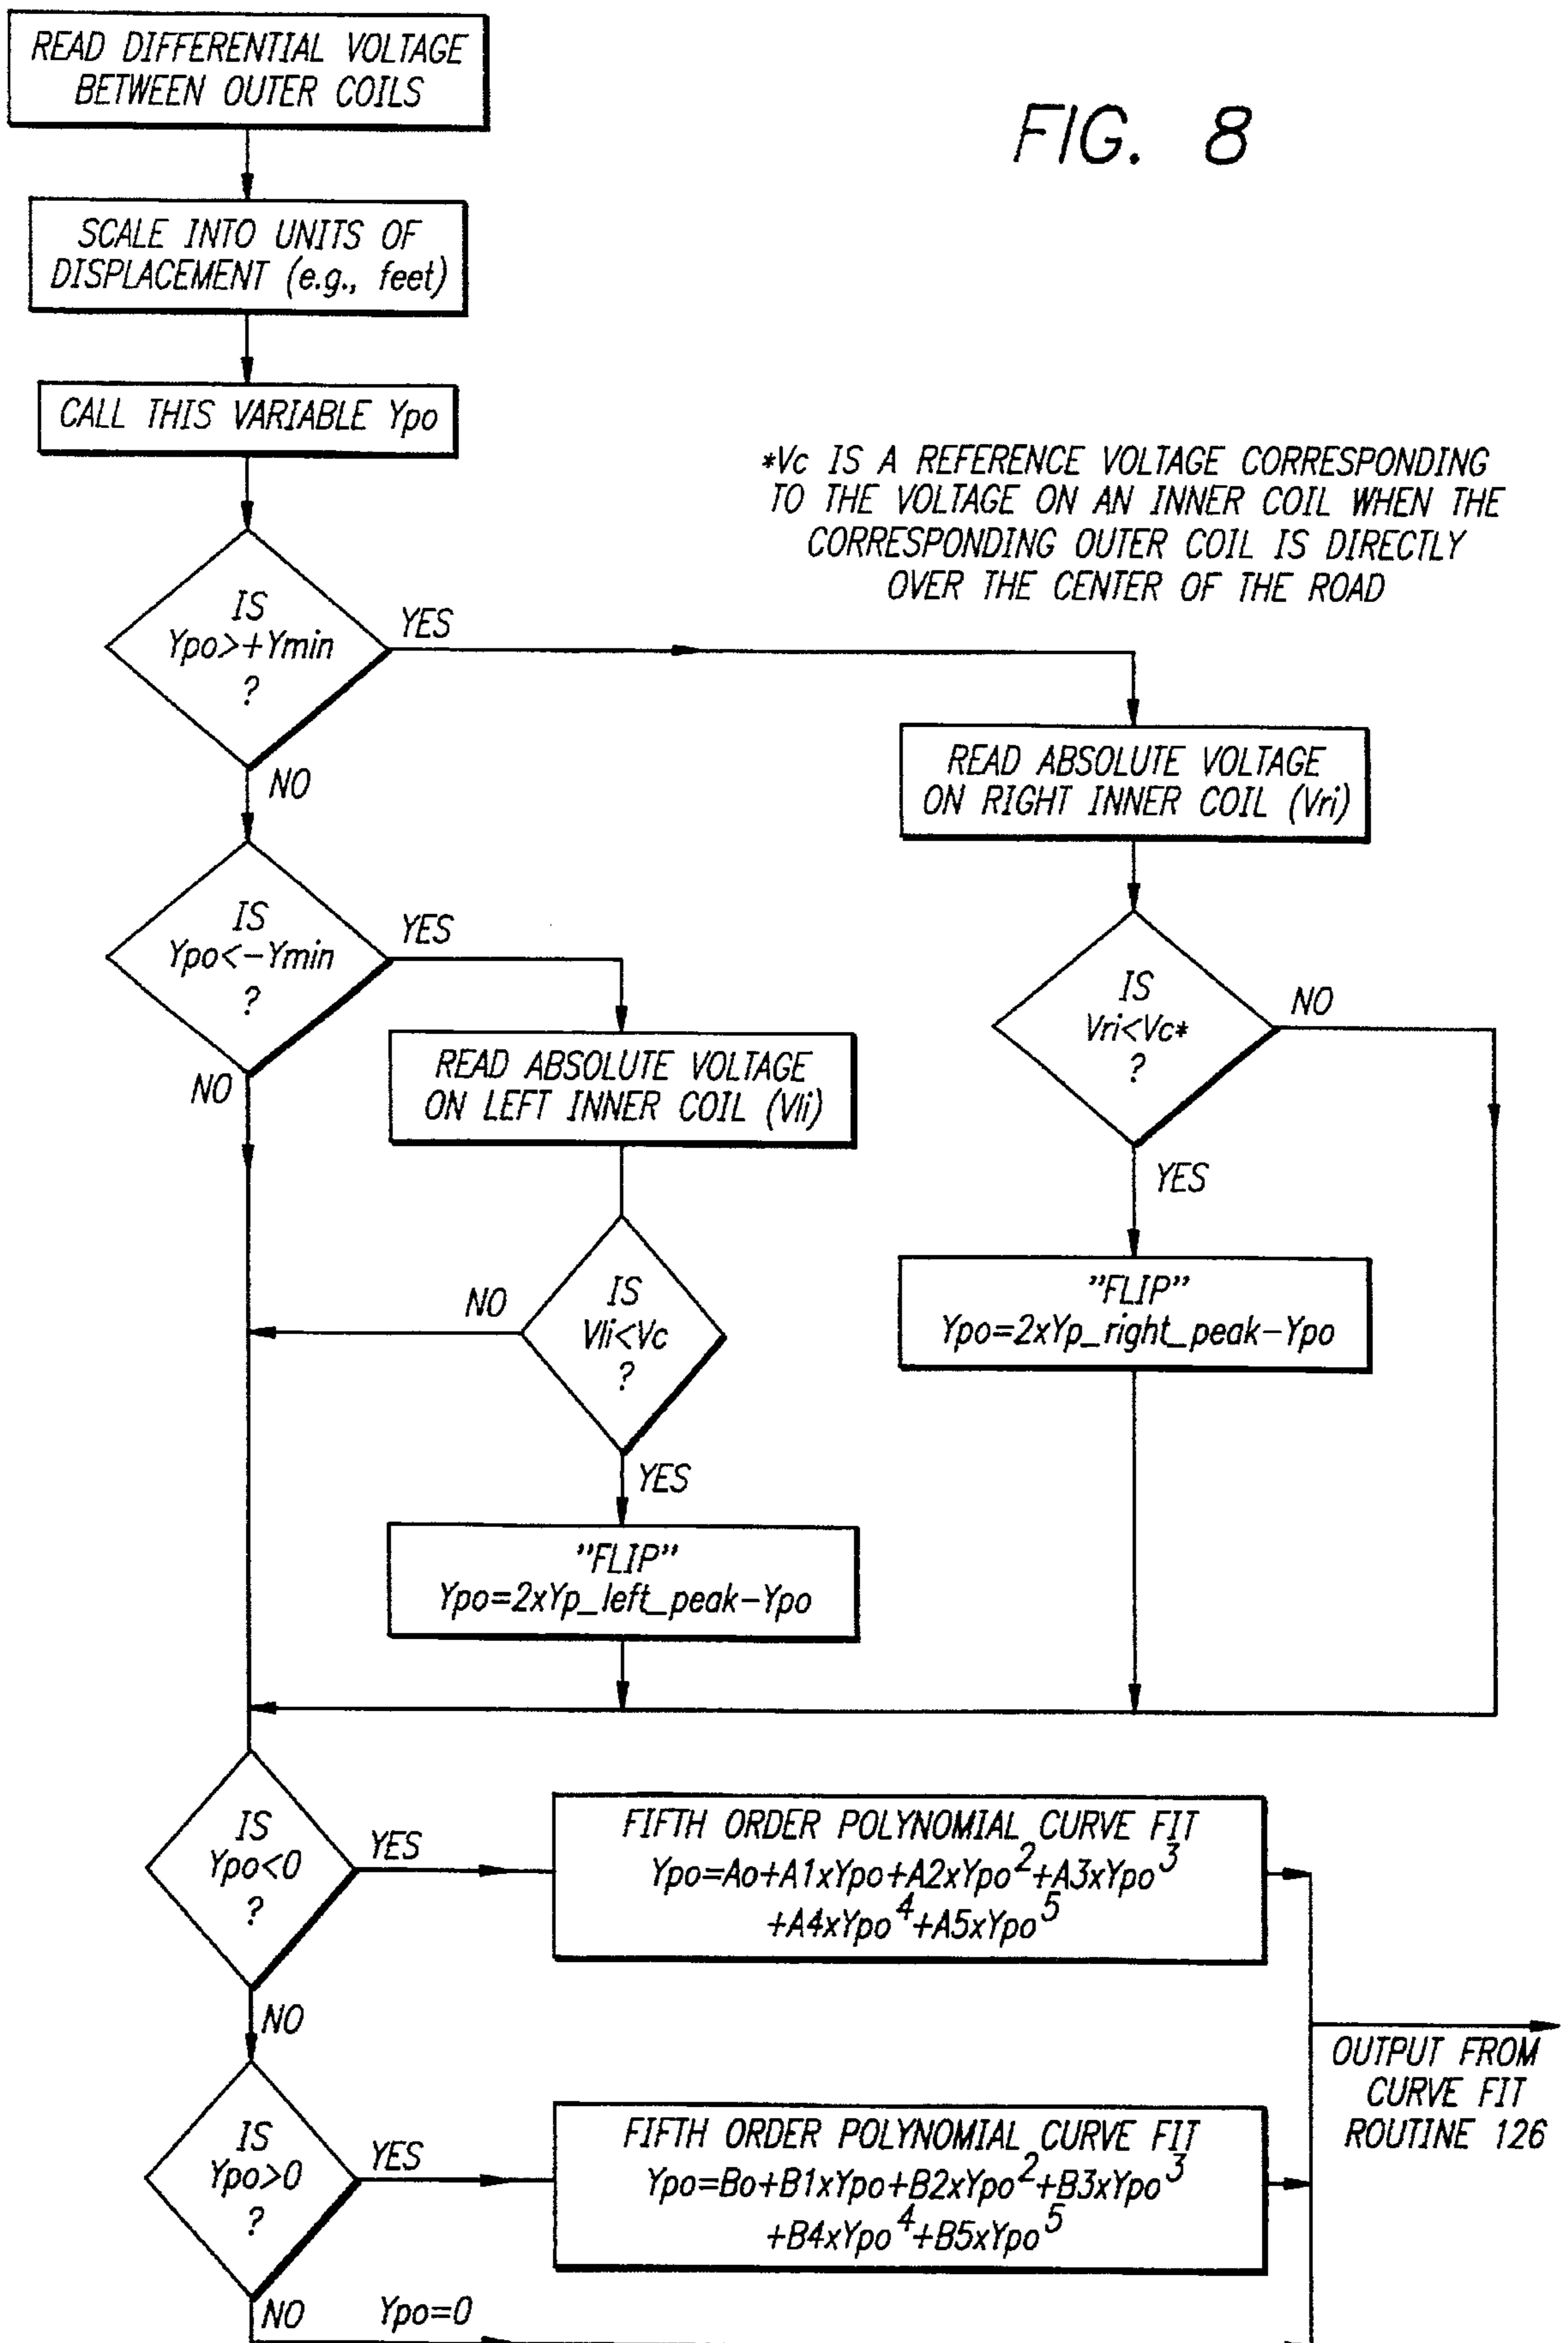 READ DIFFERENTIAL VOLTAGE
BETWEEN OUTER COILS
FIG. 8
SCALE INTO UNITS OF
DISPLACEMENT (e.g., feet)
CALL THIS VARIABLE Ypo
*Vc IS A REFERENCE VOLTAGE CORRESPONDING
TO THE VOLTAGE ON AN INNER COIL WHEN THE
CORRESPONDING OUTER COIL IS DIRECTLY
OVER THE CENTER OF THE ROAD
IS
Ypo>+Ymin
?
YES
NO
READ ABSOLUTE VOLTAGE
ON RIGHT INNER COIL (Vri)
IS
Ypo<-Ymin
?
YES
NO
READ ABSOLUTE VOLTAGE
ON LEFT INNER COIL (Vli)
IS
Vri<Vc*
?
NO
YES
IS
Vli<Vc
?
NO
YES
"FLIP"
Ypo=2xYp_right_peak-Ypo
"FLIP"
Ypo=2xYp_left_peak-Ypo
IS
Ypo<0
?
YES
NO
FIFTH ORDER POLYNOMIAL CURVE FIT
Ypo=Ao+A1xYpo+A2xYpo²+A3xYpo³
+A4xYpo⁴+A5xYpo⁵
OUTPUT FROM
CURVE FIT
ROUTINE 126
IS
Ypo>0
?
YES
NO
FIFTH ORDER POLYNOMIAL CURVE FIT
Ypo=Bo+B1xYpo+B2xYpo²+B3xYpo³
+B4xYpo⁴+B5xYpo⁵
Ypo=0